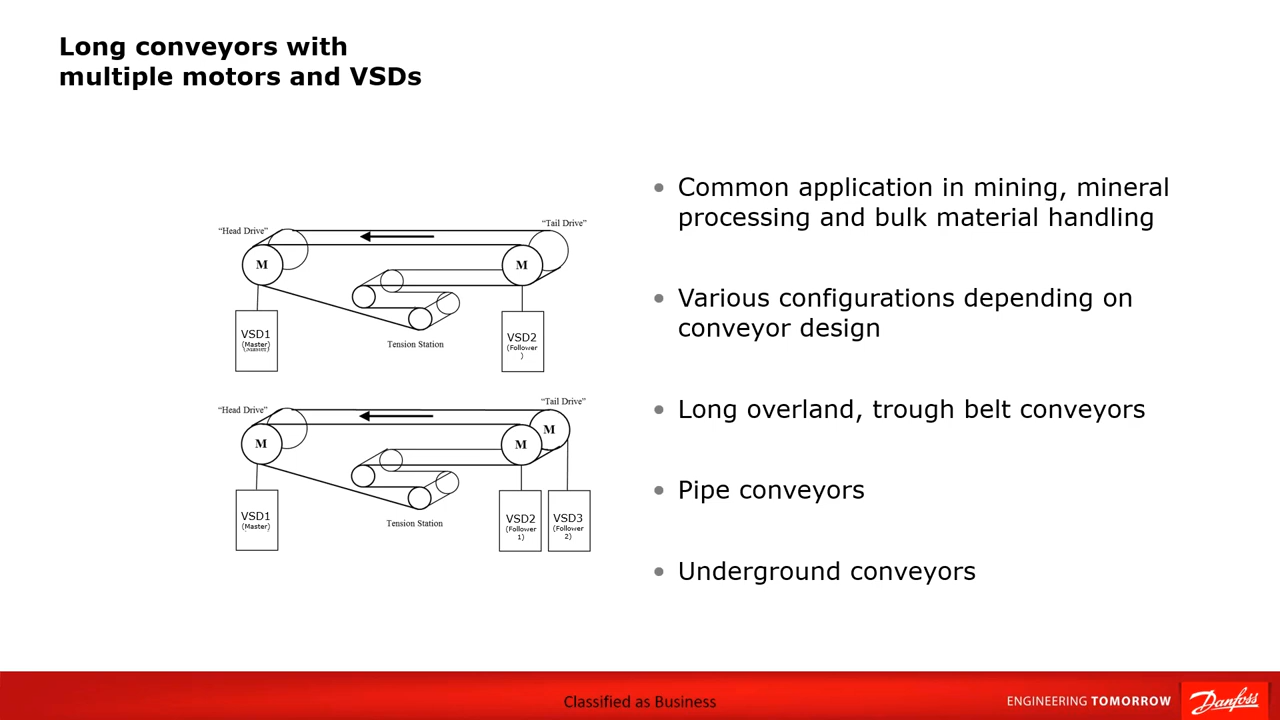 Long conveyors with
multiple motors and VSDs
“Head Drive”
“Tail Drive”
M
M
VSD1
(Master)
VSD2
(Follower
)
Tension Station
“Head Drive”
“Tail Drive”
M
M
M
VSD1
(Master)
VSD2
(Follower
1)
VSD3
(Follower
2)
Tension Station
Common application in mining, mineral
processing and bulk material handling
Various configurations depending on
conveyor design
Long overland, trough belt conveyors
Pipe conveyors
Underground conveyors
Classified as Business
ENGINEERING TOMORROW
Danfoss